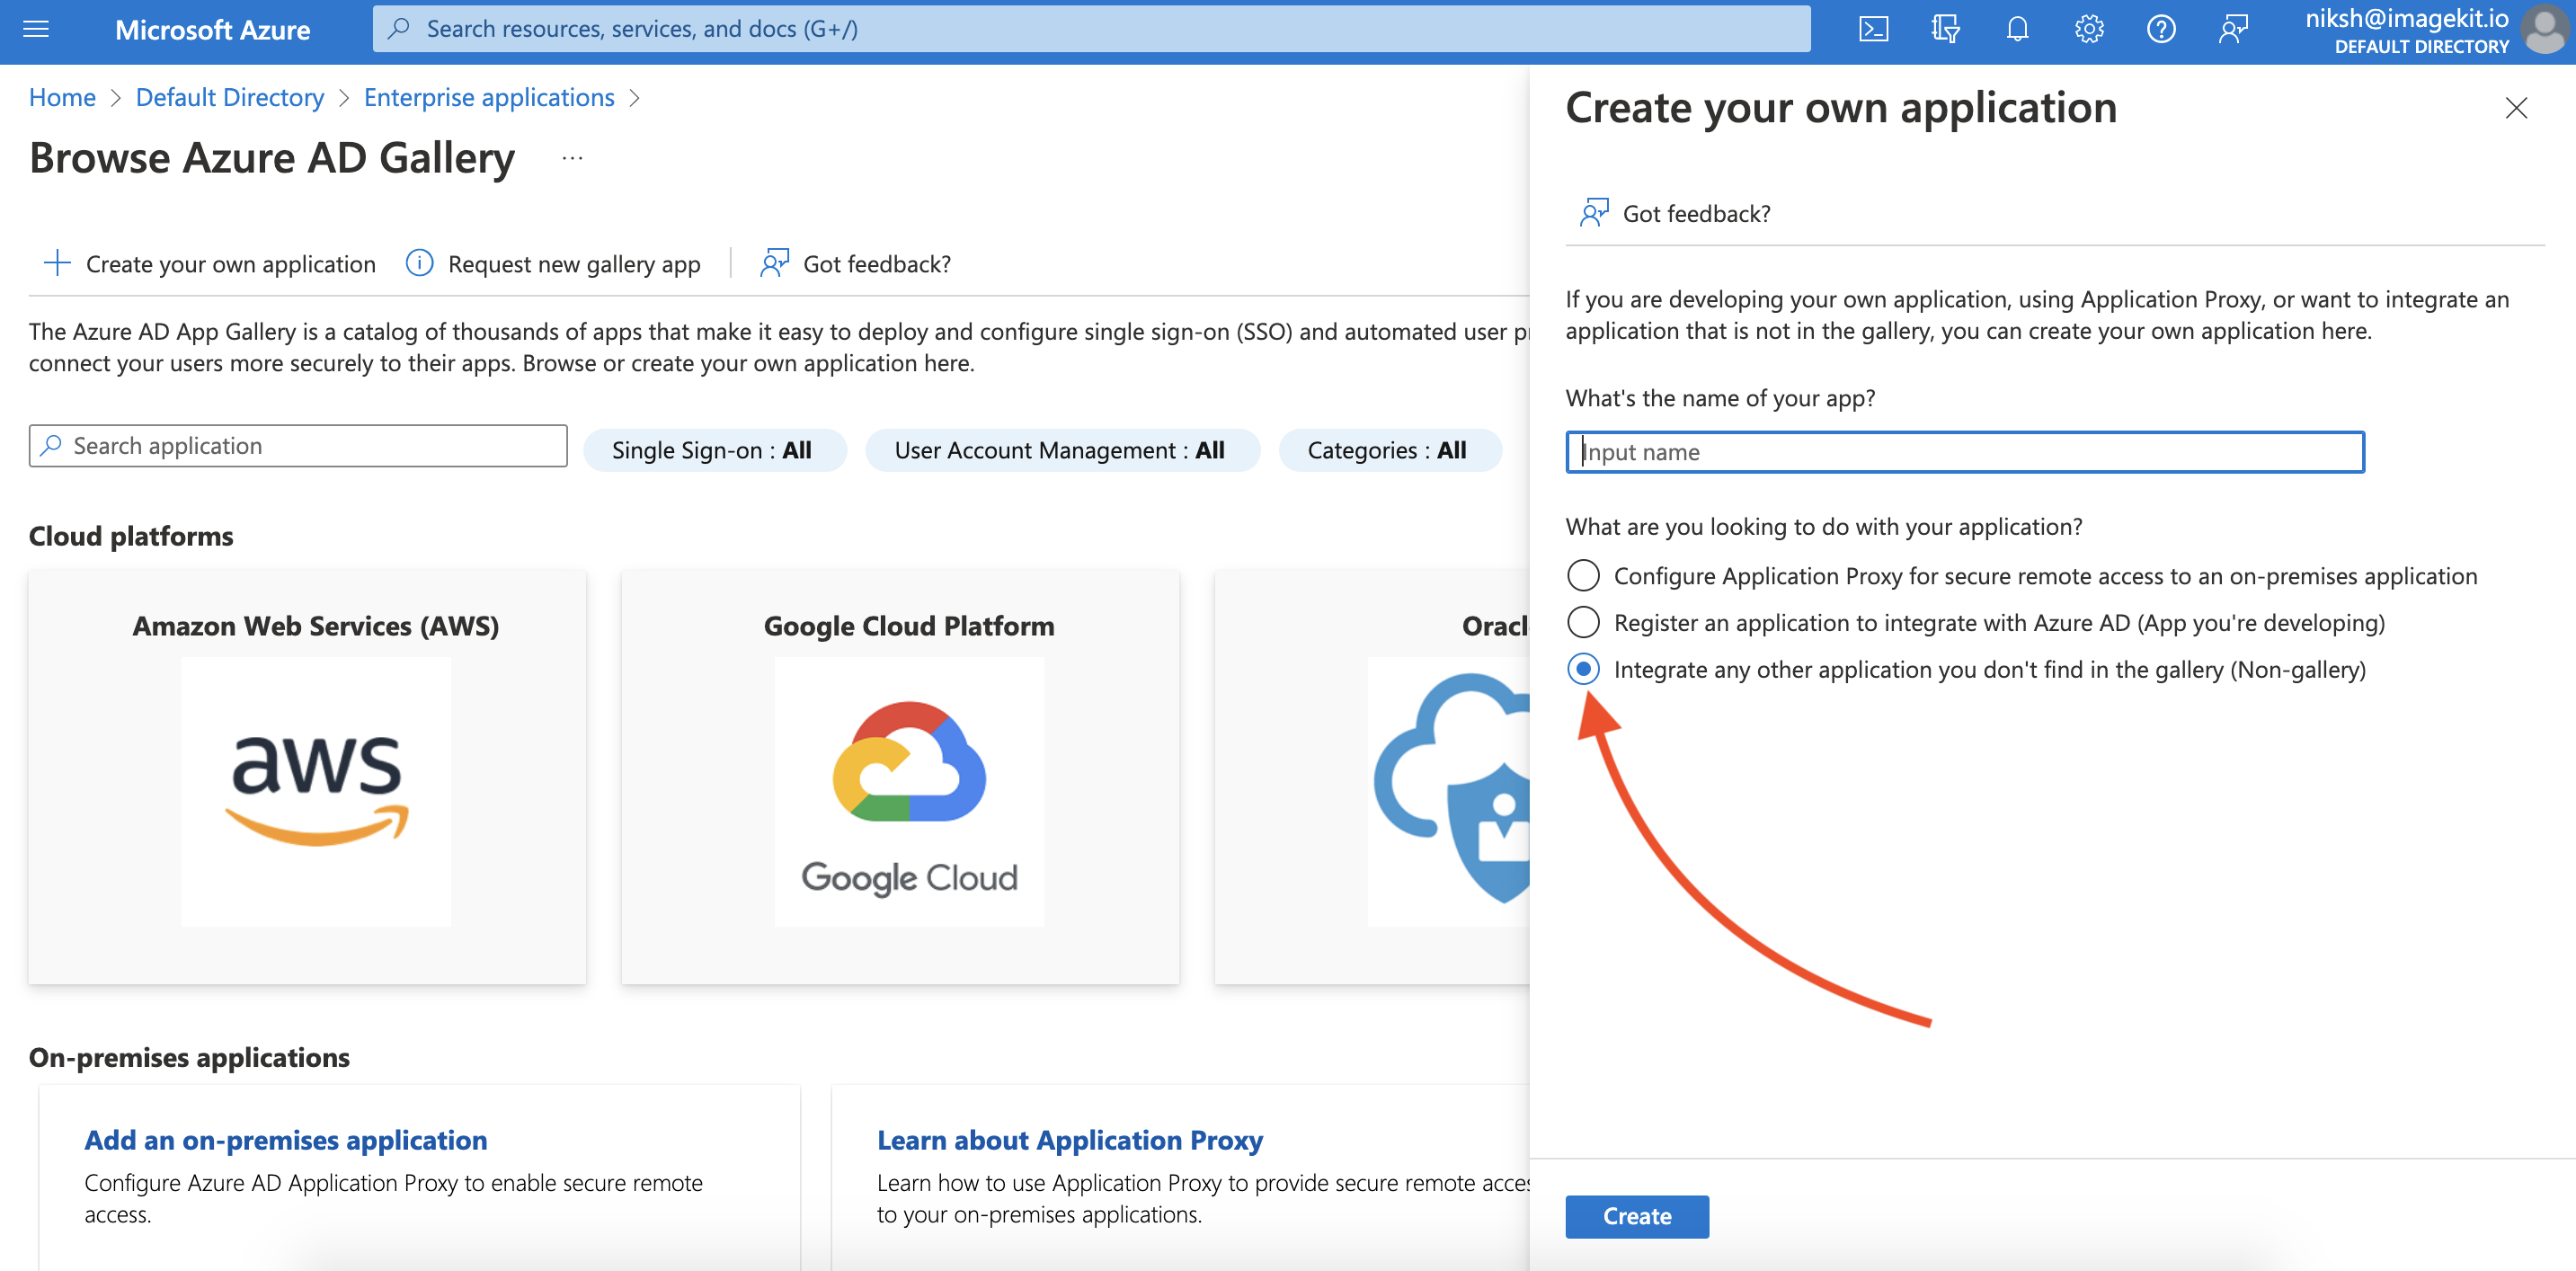 Microsoft Azure
Search resources, services, and docs (G+/)
niksh@imagekit.io
DEFAULT DIRECTORY
Home > Default Directory > Enterprise applications >
Browse Azure AD Gallery ...
Create your own application
Request new gallery app
Got feedback?
The Azure AD App Gallery is a catalog of thousands of apps that make it easy to deploy and configure single sign-on (SSO) and automated user
connect your users more securely to their apps. Browse or create your own application here.
Search application
Single Sign-on : All
User Account Management : All
Categories : All
Cloud platforms
Amazon Web Services (AWS)
aws
Google Cloud Platform
Google Cloud
Oracl
On-premises applications
Add an on-premises application
Configure Azure AD Application Proxy to enable secure remote
access.
Learn about Application Proxy
Learn how to use Application Proxy to provide secure remote acces
to your on-premises applications.
Create your own application
Got feedback?
If you are developing your own application, using Application Proxy, or want to integrate an
application that is not in the gallery, you can create your own application here.
What's the name of your app?
Input name
What are you looking to do with your application?
Configure Application Proxy for secure remote access to an on-premises application
Register an application to integrate with Azure AD (App you're developing)
Integrate any other application you don't find in the gallery (Non-gallery)
Create